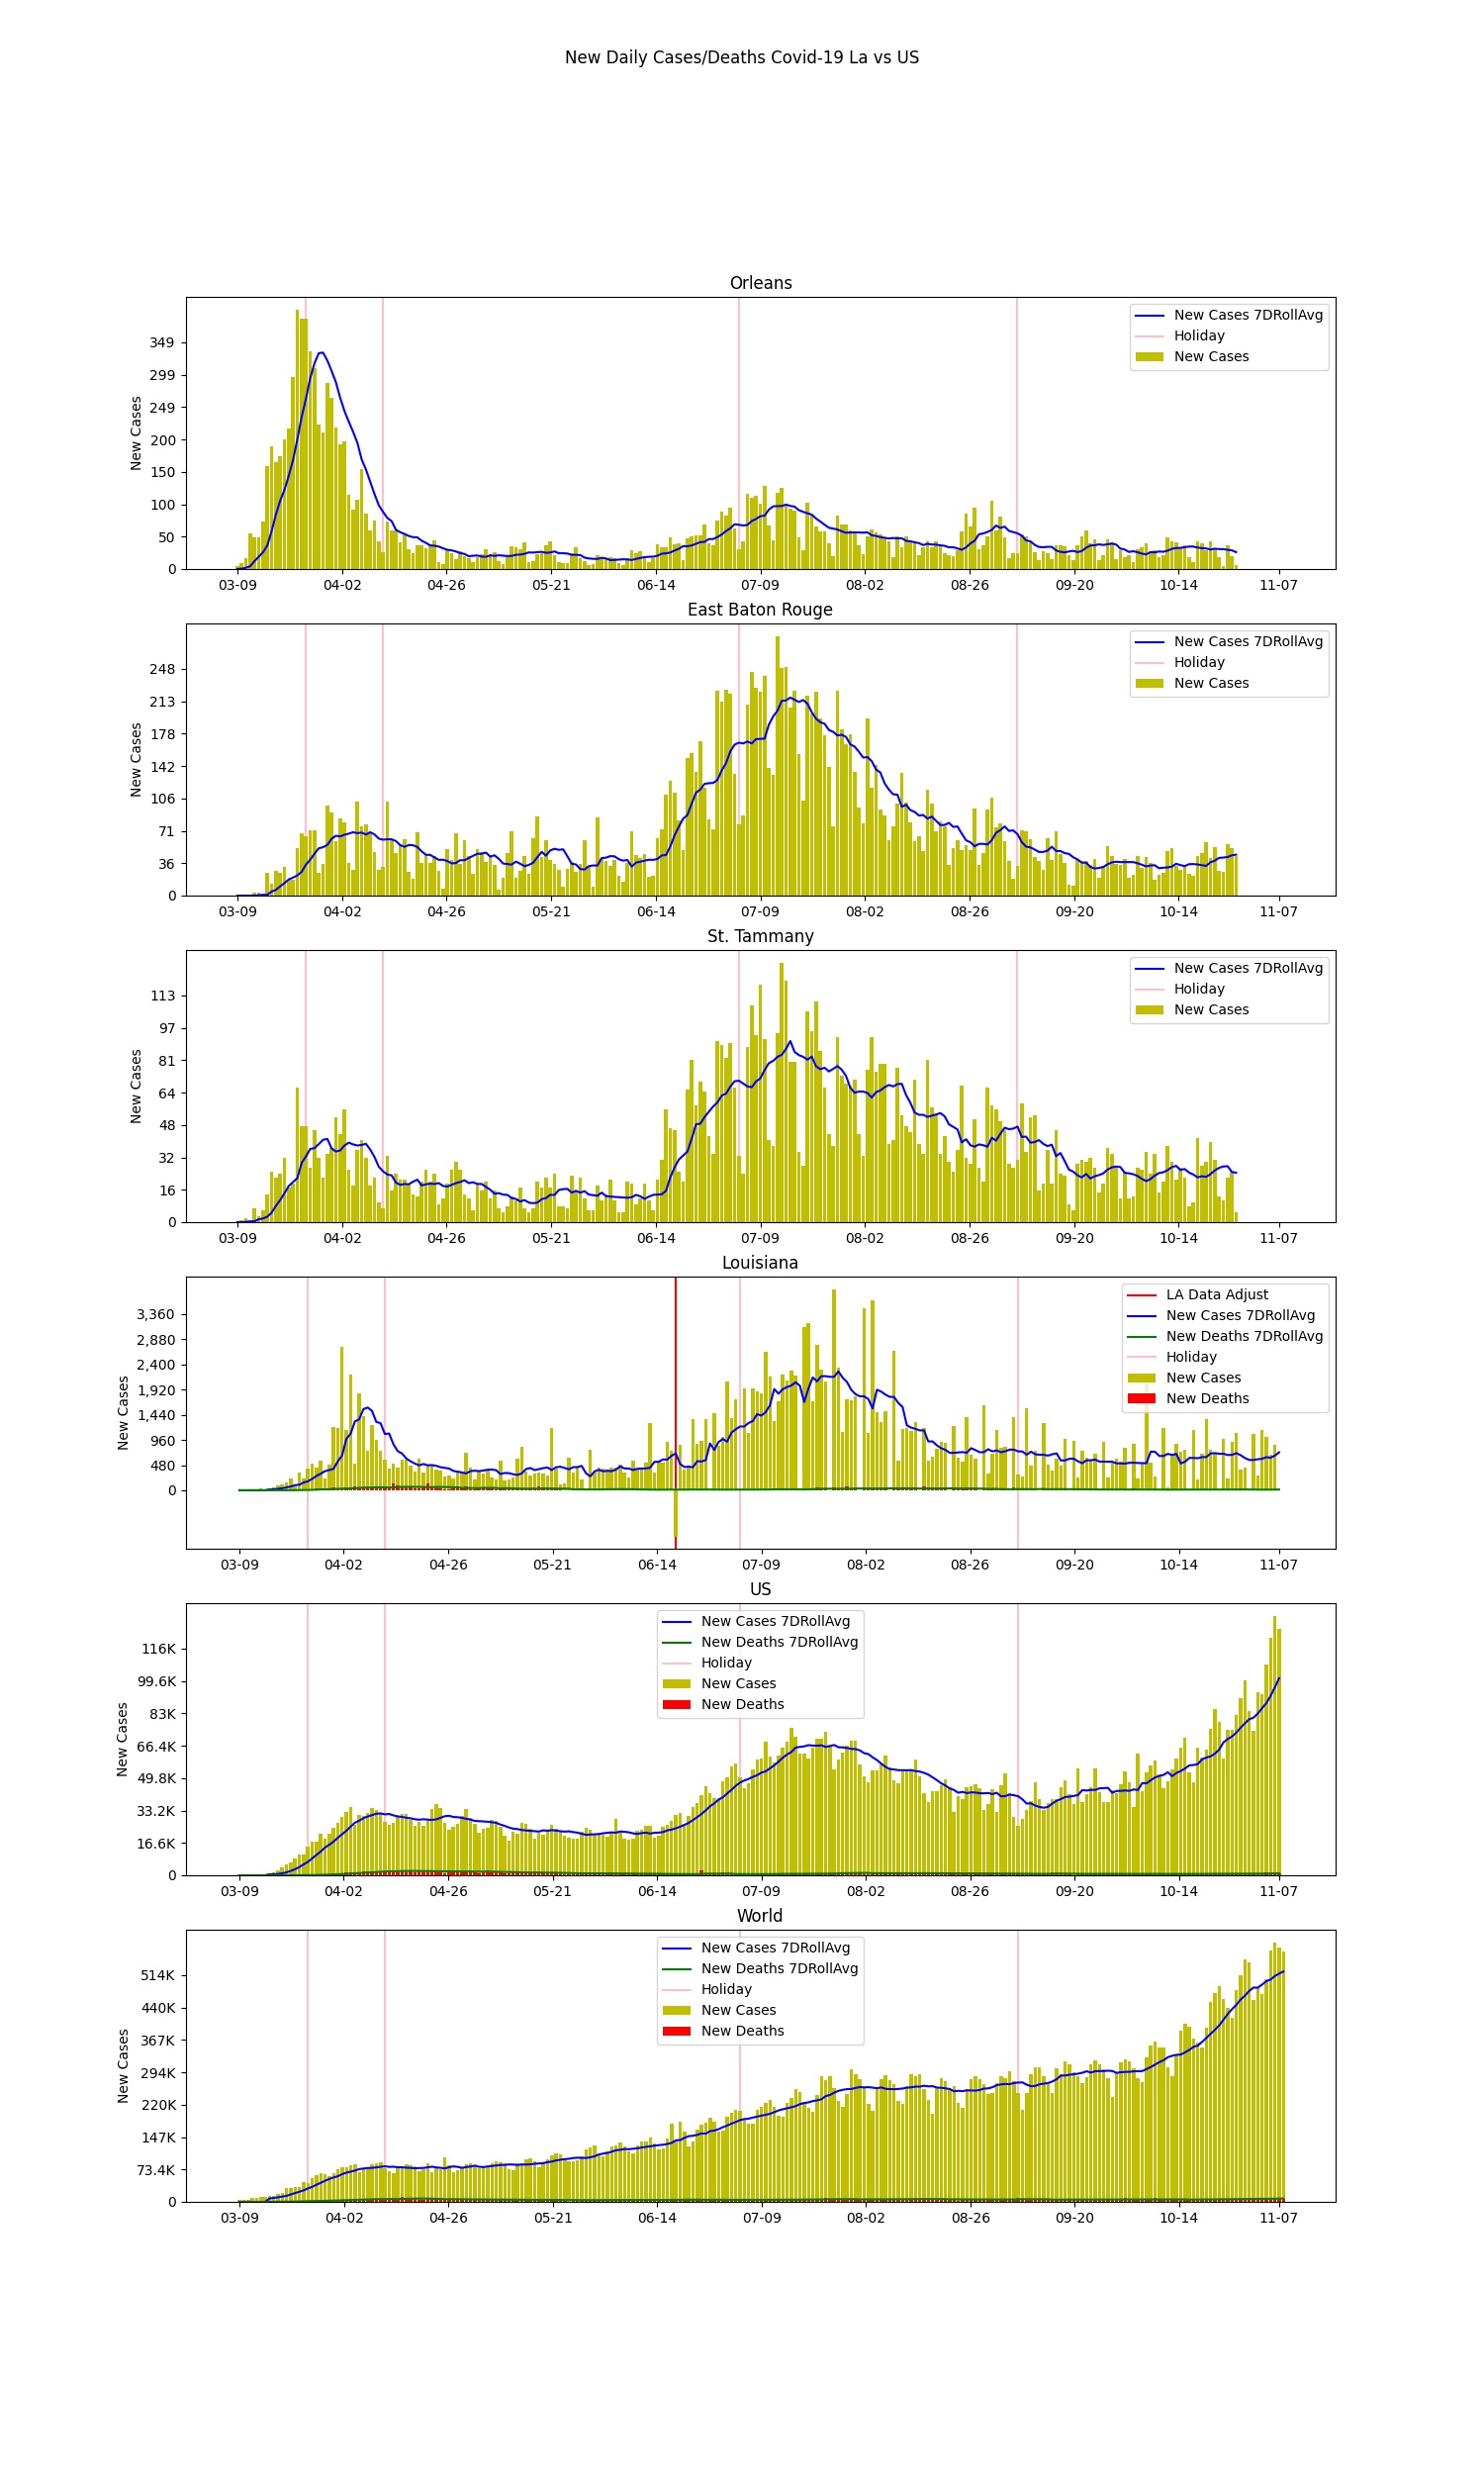 New Daily Cases/Deaths Covid-19 La vs US
Orleans
New Cases
349
299
249
200
150
100
50
0
New Cases 7DRollAvg
Holiday
New Cases
03-09 04-02 04-26 05-21 06-14 07-09 08-02 08-26 09-20 10-14 11-07
East Baton Rouge
New Cases
248
213
178
142
106
71
36
0
New Cases 7DRollAvg
Holiday
New Cases
03-09 04-02 04-26 05-21 06-14 07-09 08-02 08-26 09-20 10-14 11-07
St. Tammany
New Cases
113
97
81
64
48
32
16
0
New Cases 7DRollAvg
Holiday
New Cases
03-09 04-02 04-26 05-21 06-14 07-09 08-02 08-26 09-20 10-14 11-07
Louisiana
New Cases
3,360
2,880
2,400
1,920
1,440
960
480
0
LA Data Adjust
New Cases 7DRollAvg
New Deaths 7DRollAvg
Holiday
New Cases
New Deaths
03-09 04-02 04-26 05-21 06-14 07-09 08-02 08-26 09-20 10-14 11-07
US
New Cases
116K
99.6K
83K
66.4K
49.8K
33.2K
16.6K
0
New Cases 7DRollAvg
New Deaths 7DRollAvg
Holiday
New Cases
New Deaths
03-09 04-02 04-26 05-21 06-14 07-09 08-02 08-26 09-20 10-14 11-07
World
New Cases
514K
440K
367K
294K
220K
147K
73.4K
0
New Cases 7DRollAvg
New Deaths 7DRollAvg
Holiday
New Cases
New Deaths
03-09 04-02 04-26 05-21 06-14 07-09 08-02 08-26 09-20 10-14 11-07